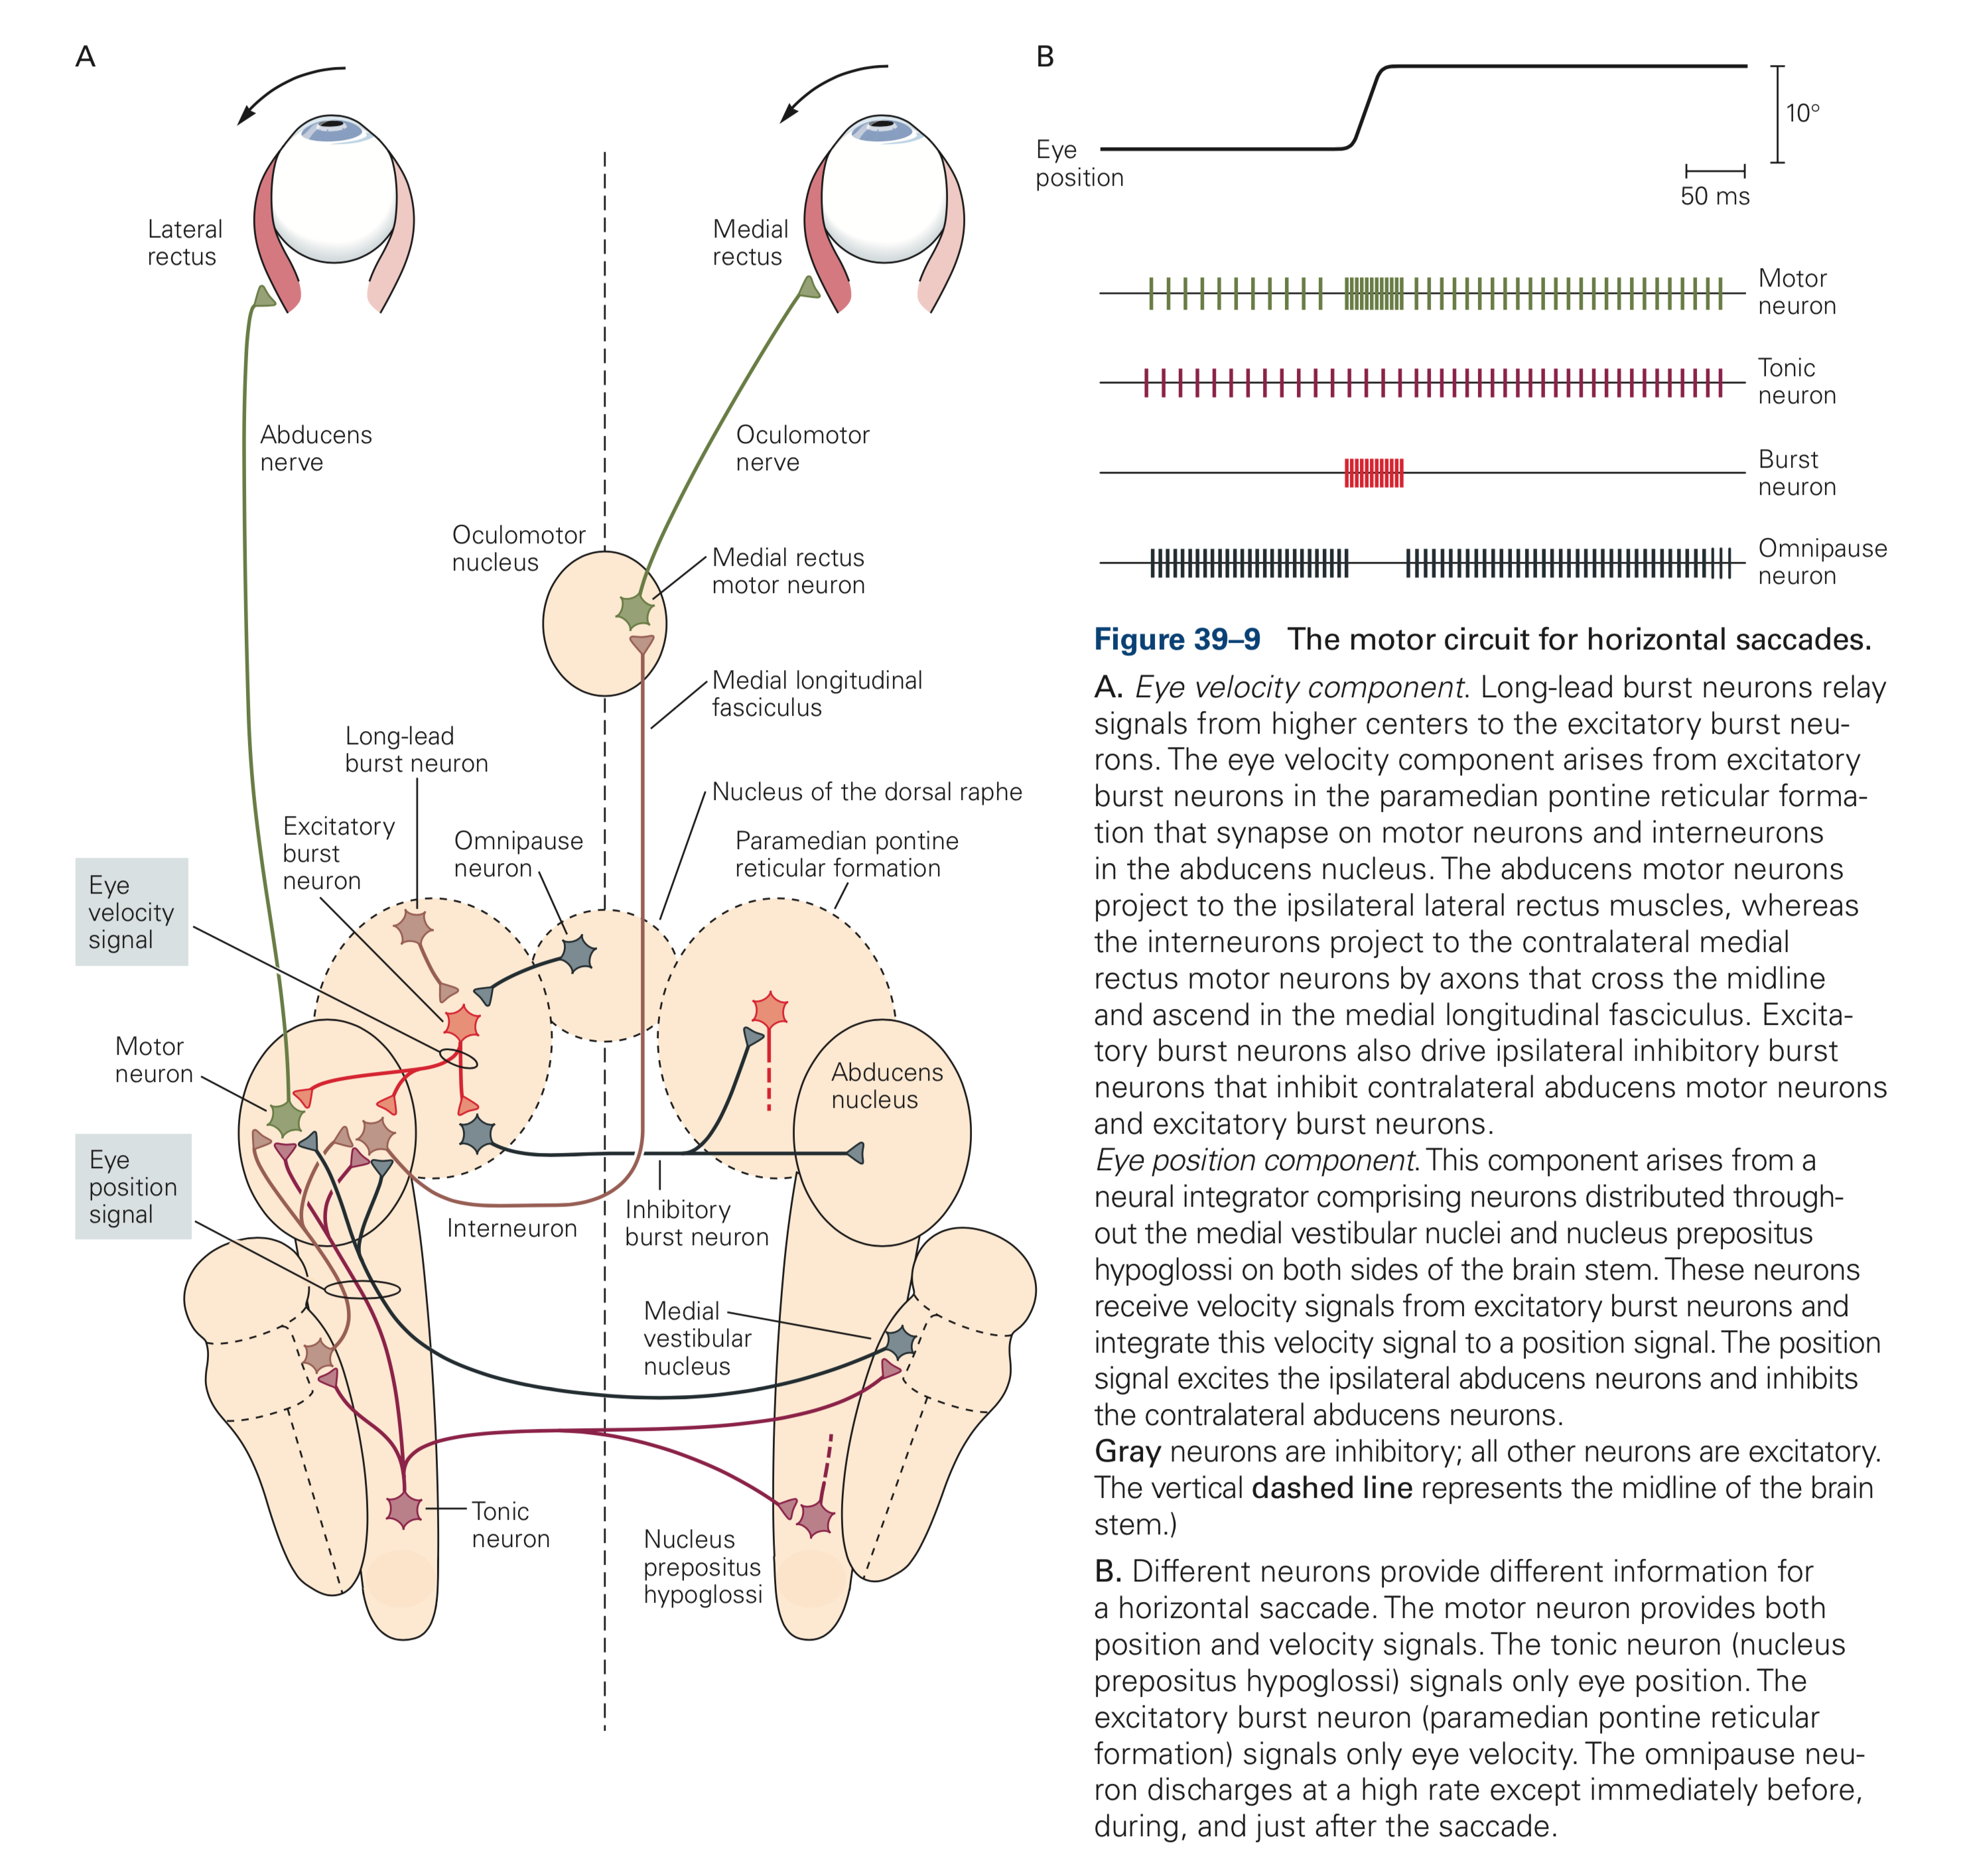 A
Lateral
rectus
Medial
rectus
Abducens
nerve
Oculomotor
nerve
Oculomotor
nucleus
Medial rectus
motor neuron
Medial longitudinal
fasciculus
Long-lead
burst neuron
Nucleus of the dorsal raphe
Excitatory
burst
neuron
Omnipause
neuron
Paramedian pontine
reticular formation
Eye
velocity
signal
Motor
neuron
Abducens
nucleus
Eye
position
signal
Interneuron
Inhibitory
burst neuron
Medial
vestibular
nucleus
Tonic
neuron
Nucleus
prepositus
hypoglossi
B
Eye
position
10°
50 ms
Motor
neuron
Tonic
neuron
Burst
neuron
Omnipause
neuron
Figure 39–9 The motor circuit for horizontal saccades.
A. Eye velocity component. Long-lead burst neurons relay
signals from higher centers to the excitatory burst neu-
rons. The eye velocity component arises from excitatory
burst neurons in the paramedian pontine reticular forma-
tion that synapse on motor neurons and interneurons
in the abducens nucleus. The abducens motor neurons
project to the ipsilateral lateral rectus muscles, whereas
the interneurons project to the contralateral medial
rectus motor neurons by axons that cross the midline
and ascend in the medial longitudinal fasciculus. Excita-
tory burst neurons also drive ipsilateral inhibitory burst
neurons that inhibit contralateral abducens motor neurons
and excitatory burst neurons.
Eye position component. This component arises from a
neural integrator comprising neurons distributed through-
out the medial vestibular nuclei and nucleus prepositus
hypoglossi on both sides of the brain stem. These neurons
receive velocity signals from excitatory burst neurons and
integrate this velocity signal to a position signal. The position
signal excites the ipsilateral abducens neurons and inhibits
the contralateral abducens neurons.
Gray neurons are inhibitory; all other neurons are excitatory.
The vertical dashed line represents the midline of the brain
stem.)
B. Different neurons provide different information for
a horizontal saccade. The motor neuron provides both
position and velocity signals. The tonic neuron (nucleus
prepositus hypoglossi) signals only eye position. The
excitatory burst neuron (paramedian pontine reticular
formation) signals only eye velocity. The omnipause neu-
ron discharges at a high rate except immediately before,
during, and just after the saccade.